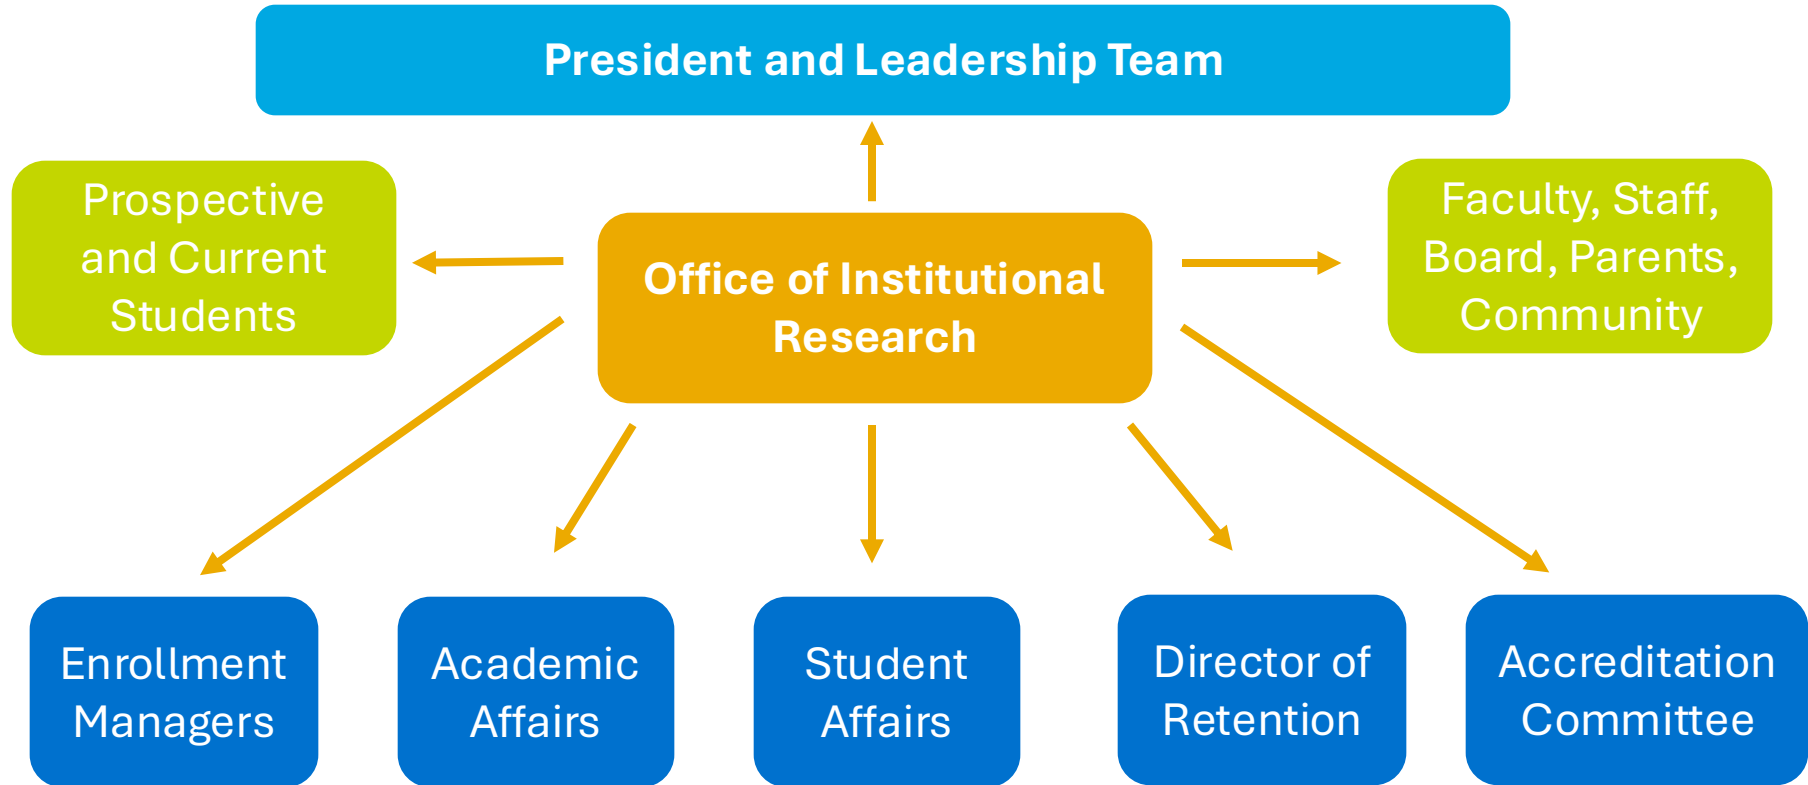 President and Leadership Team
Prospective
and Current
Students
Office of Institutional
Research
Faculty, Staff,
Board, Parents,
Community
Enrollment
Managers
Academic
Affairs
Student
Affairs
Director of
Retention
Accreditation
Committee